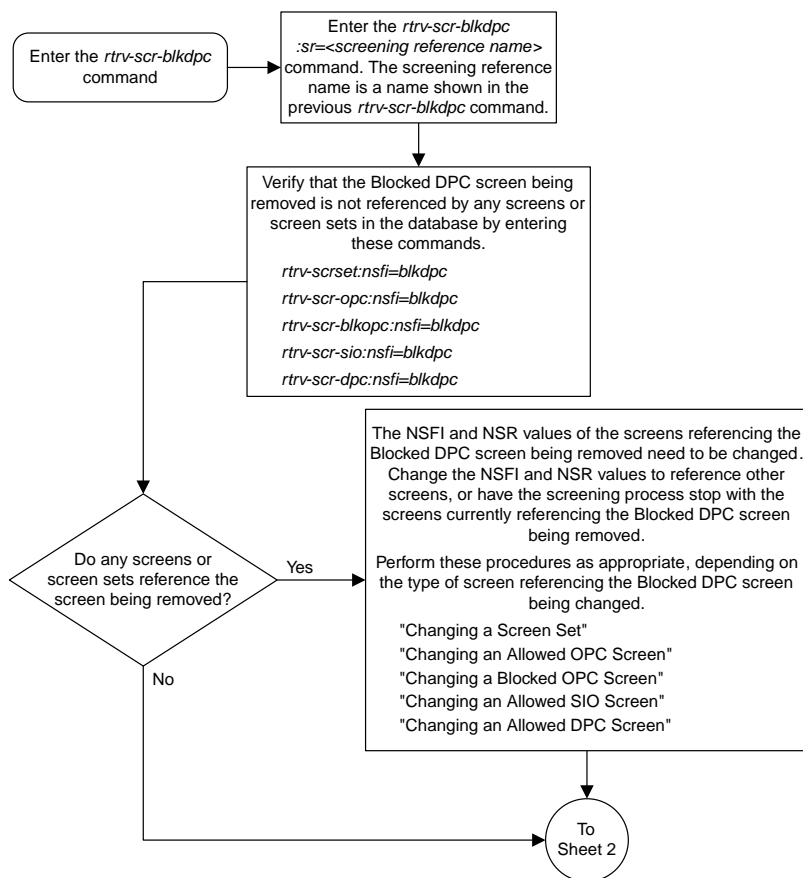 Enter the rtrv-scr-blkdpc
command
Enter the rtrv-scr-blkdpc
:sr=<screening reference name>
command. The screening reference
name is a name shown in the
previous rtrv-scr-blkdpc command.
Verify that the Blocked DPC screen being
removed is not referenced by any screens or
screen sets in the database by entering
these commands.
rtrv-scrset:nsfi=blkdpc
rtrv-scr-opc:nsfi=blkdpc
rtrv-scr-blkopc:nsfi=blkdpc
rtrv-scr-sio:nsfi=blkdpc
rtrv-scr-dpc:nsfi=blkdpc
Do any screens or
screen sets reference the
screen being removed?
Yes
No
The NSFI and NSR values of the screens referencing the
Blocked DPC screen being removed need to be changed.
Change the NSFI and NSR values to reference other
screens, or have the screening process stop with the
screens currently referencing the Blocked DPC screen
being removed.
Perform these procedures as appropriate, depending on
the type of screen referencing the Blocked DPC screen
being changed.
"Changing a Screen Set"
"Changing an Allowed OPC Screen"
"Changing a Blocked OPC Screen"
"Changing an Allowed SIO Screen"
"Changing an Allowed DPC Screen"
To
Sheet 2